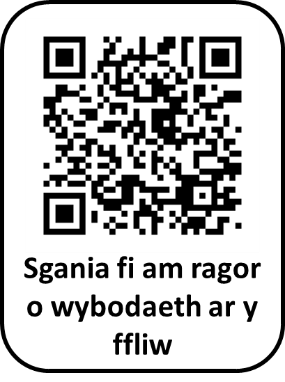 Sgania fi am ragor
o wybodaeth ar y
ffliw